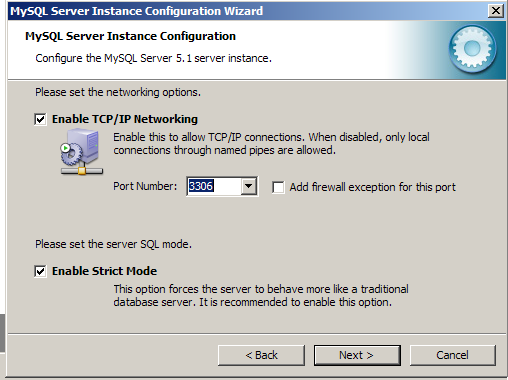 MySQL Server Instance Configuration Wizard
MySQL Server Instance Configuration
Configure the MySQL Server 5.1 server instance.
Please set the networking options.
Enable TCP/IP Networking
Enable this to allow TCP/IP connections. When disabled, only local
connections through named pipes are allowed.
Port Number: 3306 Add firewall exception for this port
Please set the server SQL mode.
Enable Strict Mode
This option forces the server to behave more like a traditional
database server. It is recommended to enable this option.
< Back Next > Cancel